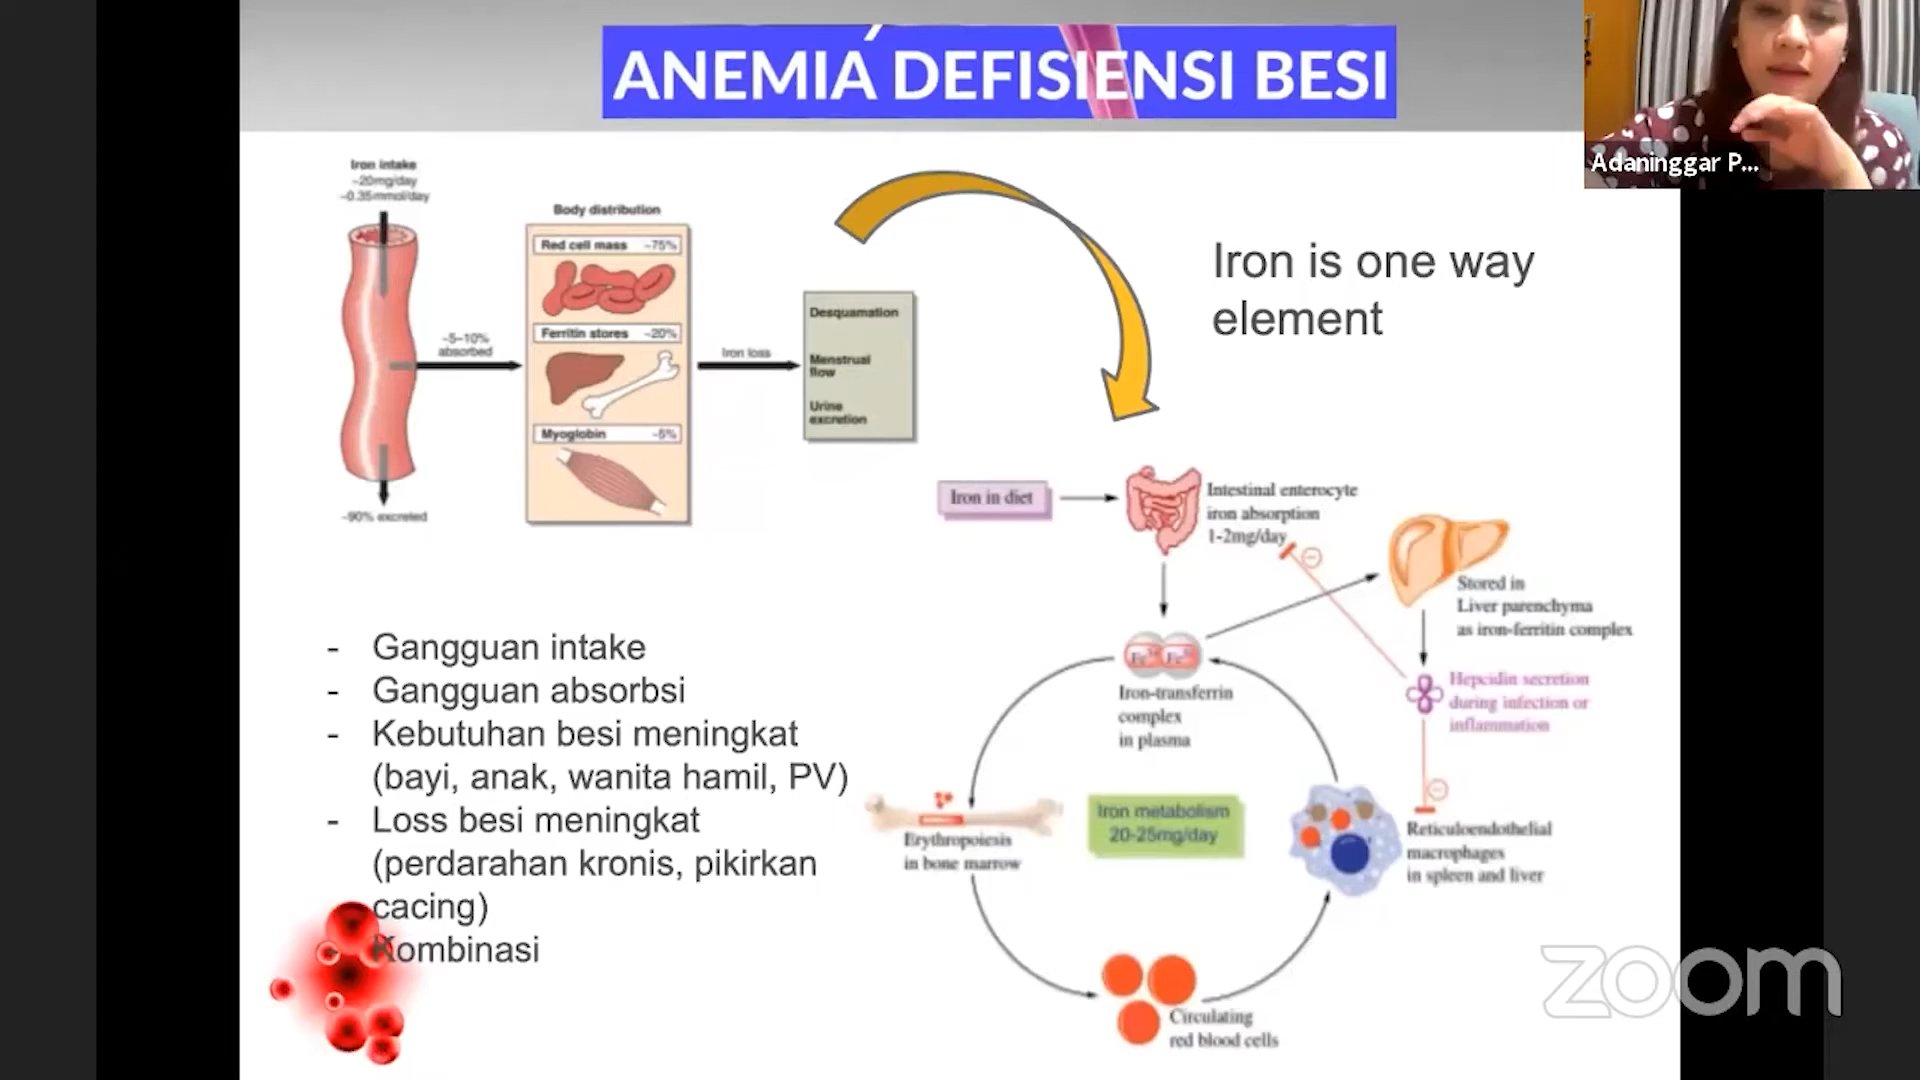 ANEMIA DEFISIENSI BESI
Adaninggar P...
Iron intake
~20mg/day
~0.35mmol/day
~5-10%
absorbed
~90% excreted
Body distribution
Red cell mass ~75%
Ferritin stores ~20%
Myoglobin ~5%
Iron loss
Desquamation
Menstrual
flow
Urine
excretion
Iron is one way
element
Iron in diet
Intestinal enterocyte
iron absorption
1-2mg/day
Stored in
Liver parenchyma
as iron-ferritin complex
Hepcidin secretion
during infection or
inflammation
Iron-transferrin
complex
in plasma
Erythropoiesis
in bone marrow
Iron metabolism
20-25mg/day
Reticuloendothelial
macrophages
in spleen and liver
Circulating
red blood cells
- Gangguan intake
- Gangguan absorbsi
- Kebutuhan besi meningkat
(bayi, anak, wanita hamil, PV)
- Loss besi meningkat
(perdarahan kronis, pikirkan
cacing)
- Kombinasi
zoom